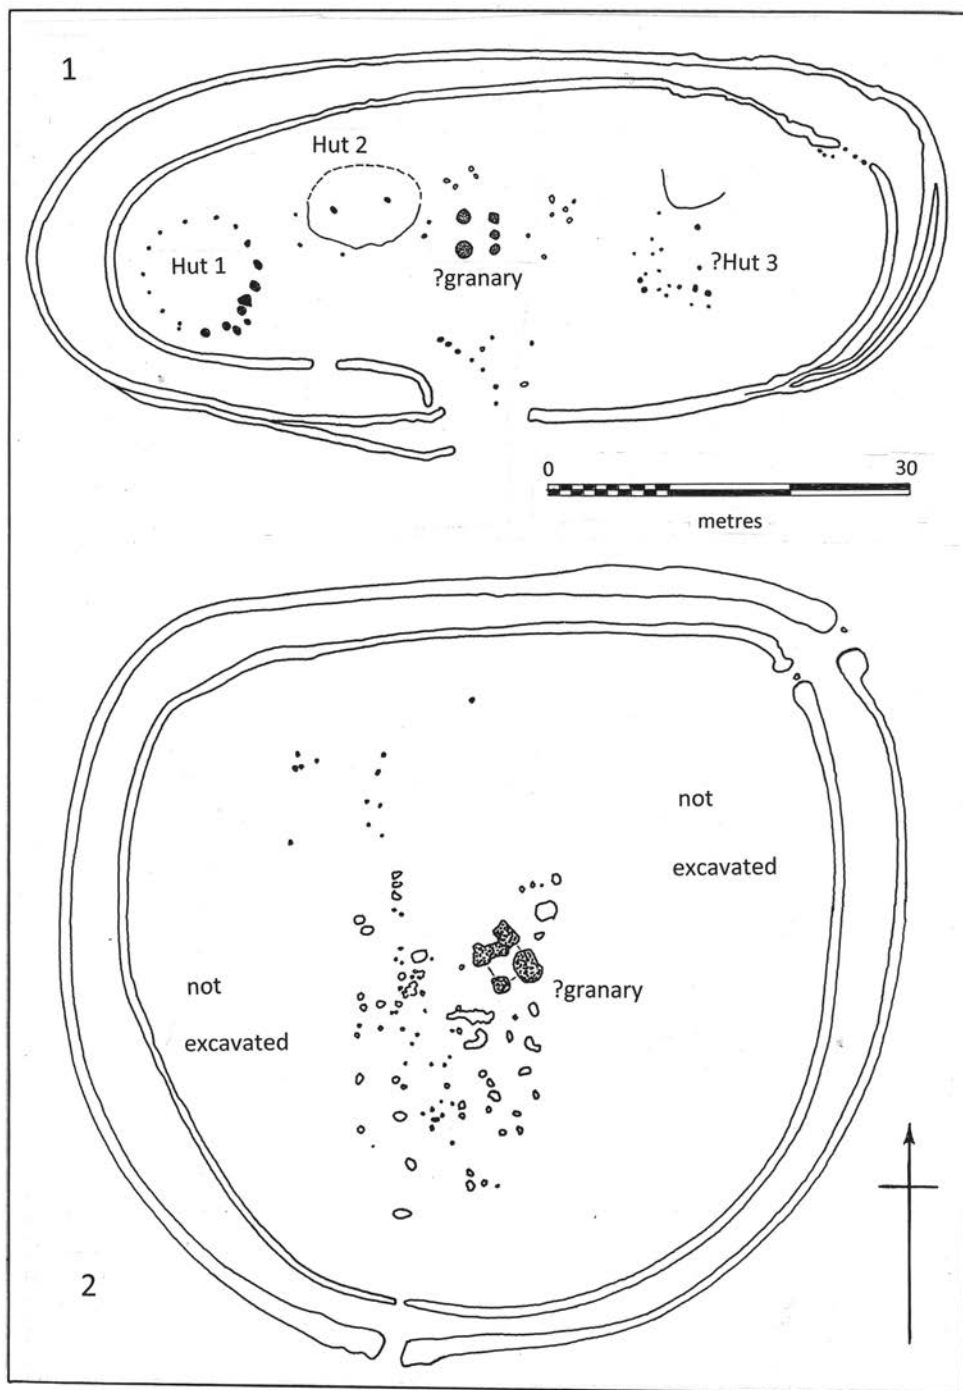 1
Hut 2
Hut 1
?granary
?Hut 3
0 30
metres
not
excavated
not
excavated
?granary
2